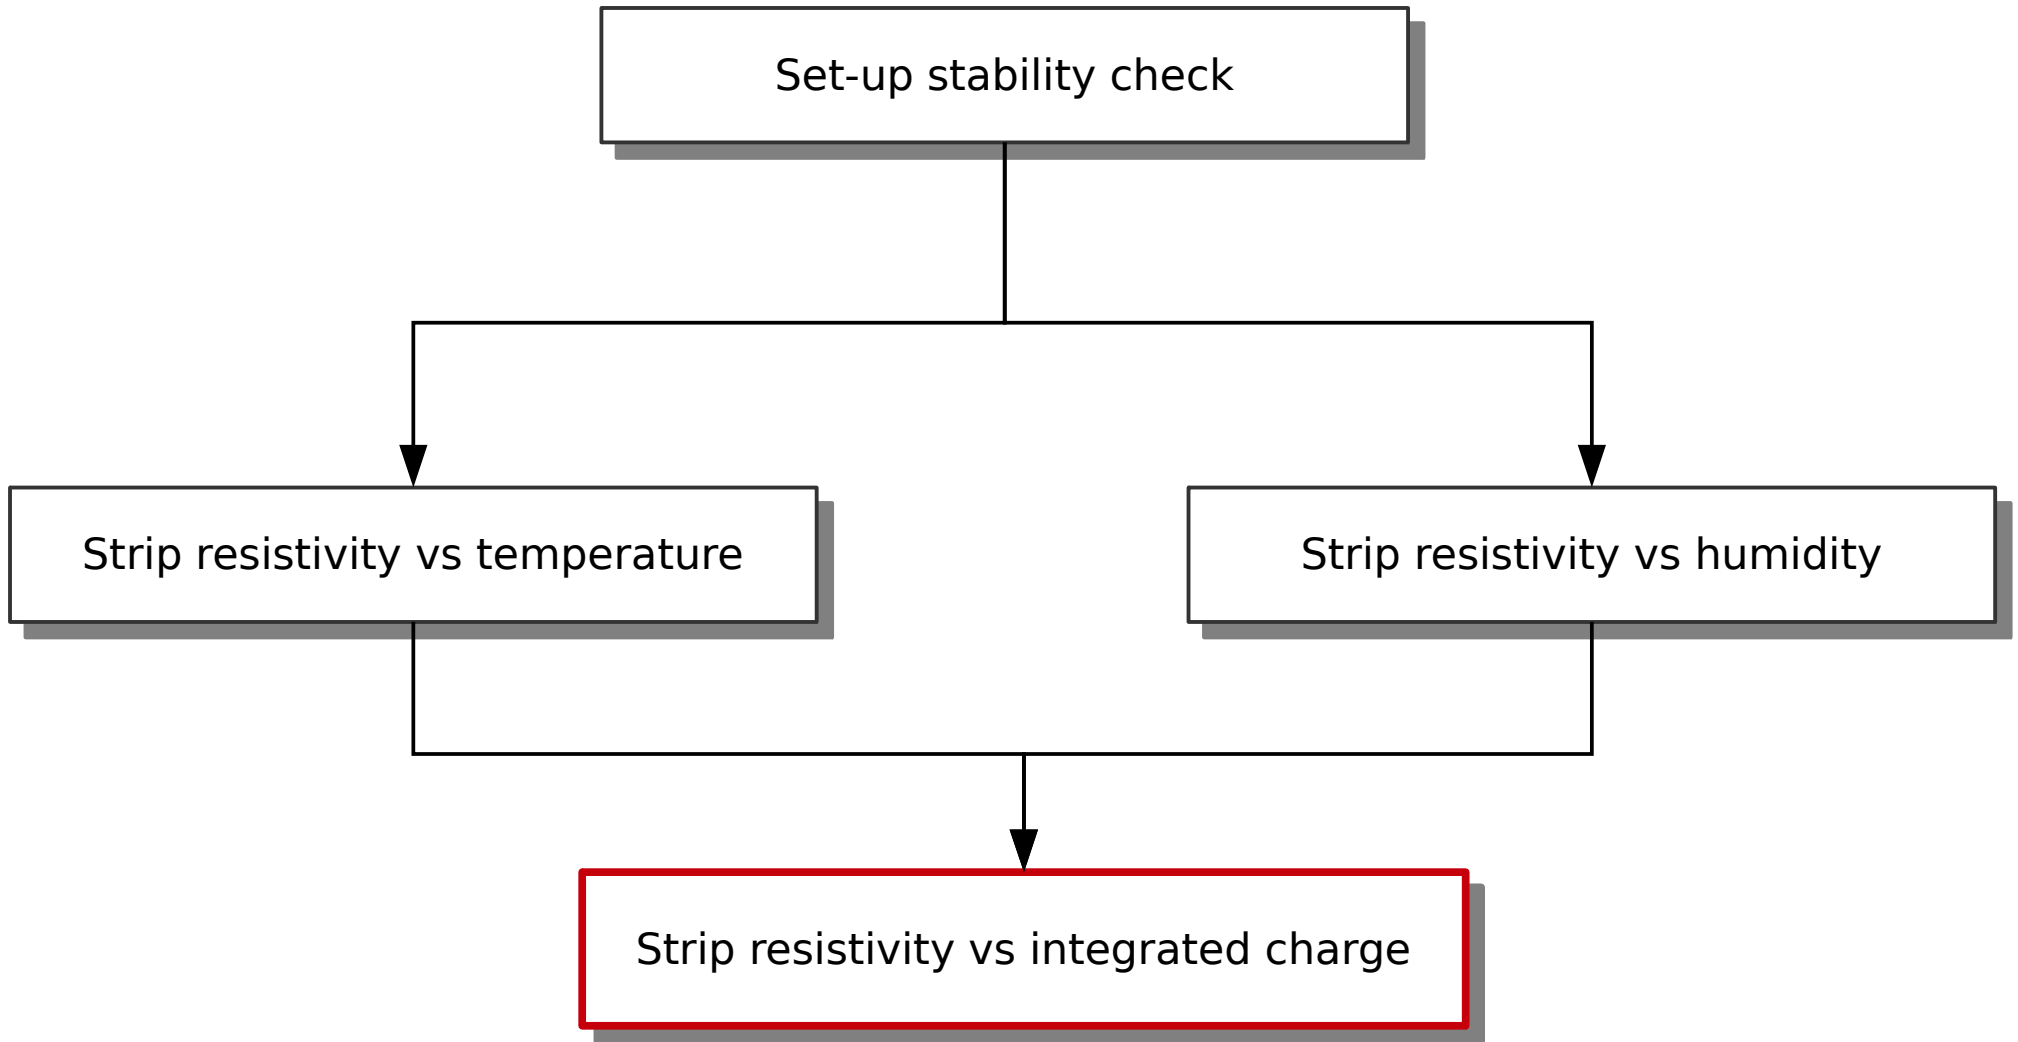 Set-up stability check
Strip resistivity vs temperature
Strip resistivity vs humidity
Strip resistivity vs integrated charge